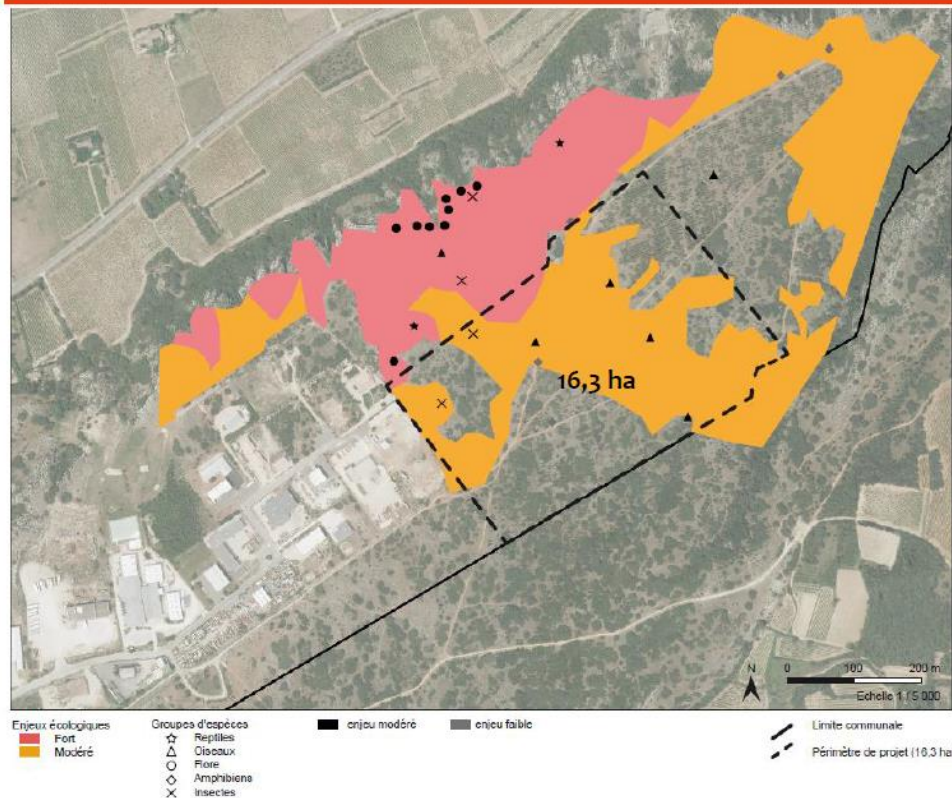 16,3 ha
N
0 100 200 m
Echelle 1 / 5 000
Enjeux écologiques
Fort
Modéré
Groupes d'espèces
Reptiles
Oiseaux
Flore
Amphibiens
Insectes
enjeu modéré
enjeu faible
Limite communale
Périmètre de projet (16,3 ha